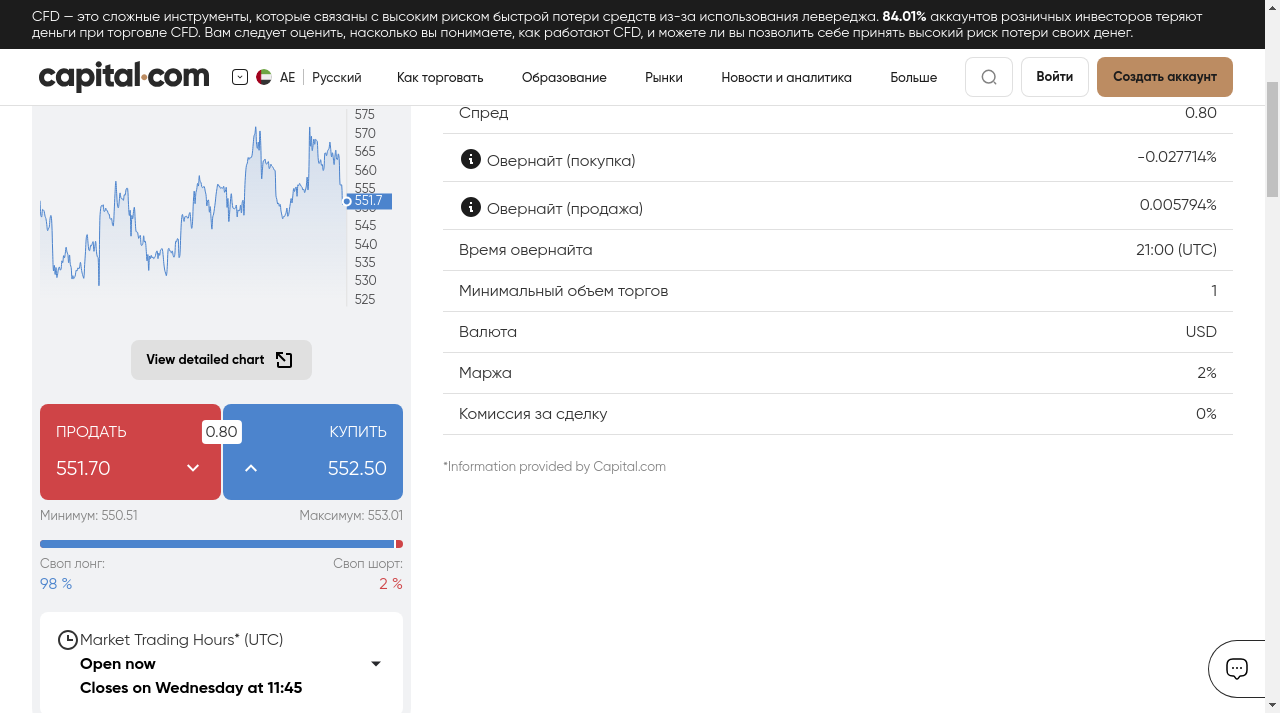 CFD — это сложные инструменты, которые связаны с высоким риском быстрой потери средств из-за использования левереджа. 84.01% аккаунтов розничных инвесторов теряют
деньги при торговле CFD. Вам следует оценить, насколько вы понимаете, как работают CFD, и можете ли вы позволить себе принять высокий риск потери своих денег.
capital.com
AE
Русский
Как торговать
Образование
Рынки
Новости и аналитика
Больше
Войти
Создать аккаунт
575
570
565
560
555
551.7
550
545
540
535
530
525
View detailed chart
ПРОДАТЬ
0.80
КУПИТЬ
551.70
552.50
Минимум: 550.51
Максимум: 553.01
Своп лонг:
Своп шорт:
98 %
2 %
Market Trading Hours* (UTC)
Open now
Closes on Wednesday at 11:45
Спред 0.80
Овернайт (покупка) -0.027714%
Овернайт (продажа) 0.005794%
Время овернайта 21:00 (UTC)
Минимальный объем торгов 1
Валюта USD
Маржа 2%
Комиссия за сделку 0%
*Information provided by Capital.com